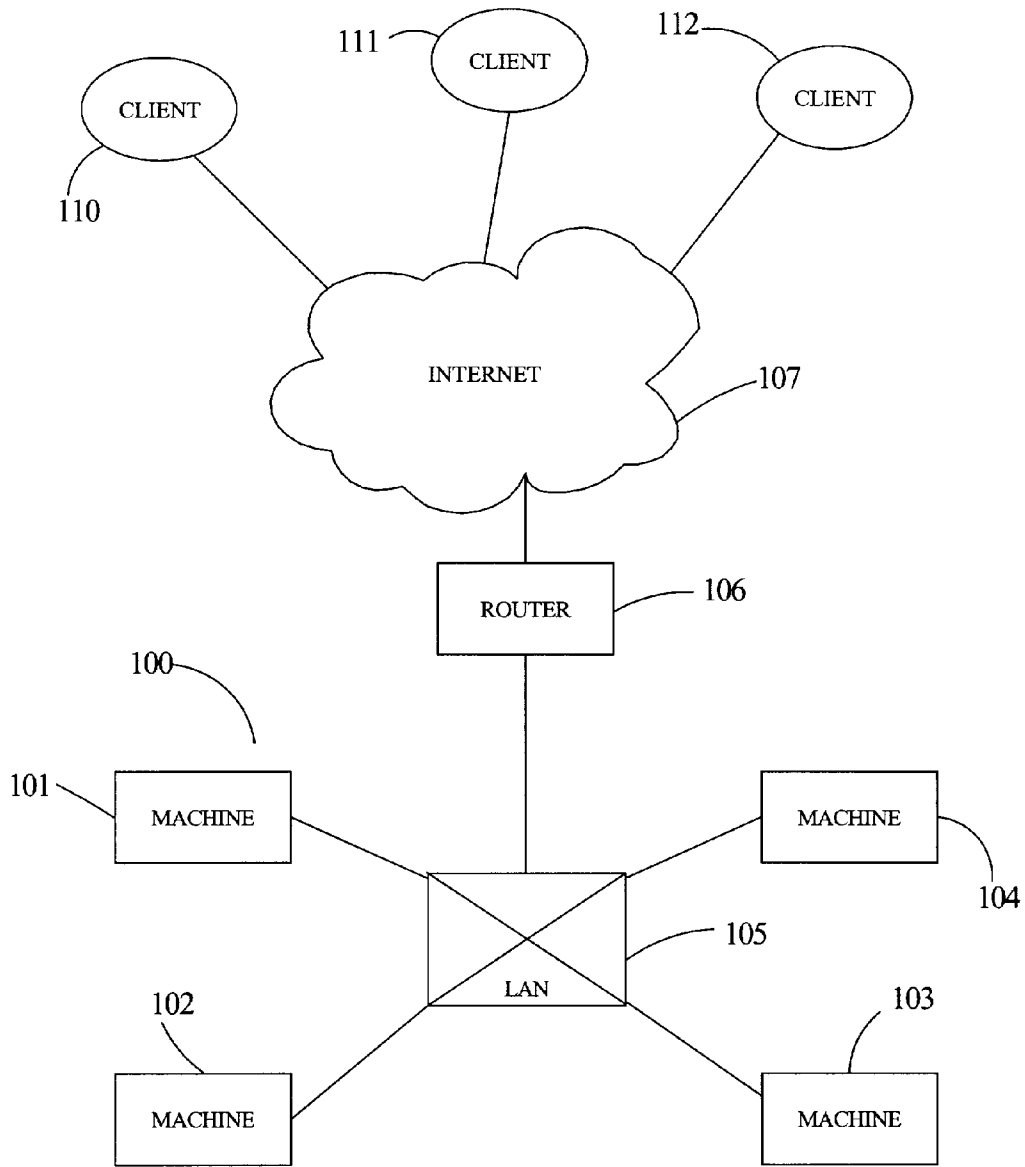 111
112
CLIENT
CLIENT
CLIENT
110
INTERNET
107
ROUTER
106
100
101
MACHINE
MACHINE
104
105
LAN
102
103
MACHINE
MACHINE